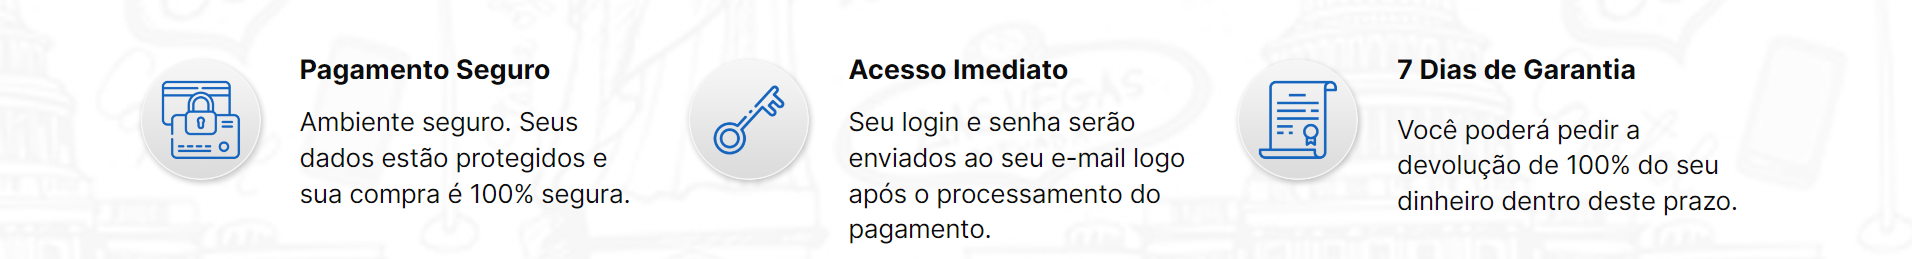 Pagamento Seguro
Ambiente seguro. Seus
dados estão protegidos e
sua compra é 100% segura.
Acesso Imediato
Seu login e senha serão
enviados ao seu e-mail logo
após o processamento do
pagamento.
7 Dias de Garantia
Você poderá pedir a
devolução de 100% do seu
dinheiro dentro deste prazo.
VEGAS